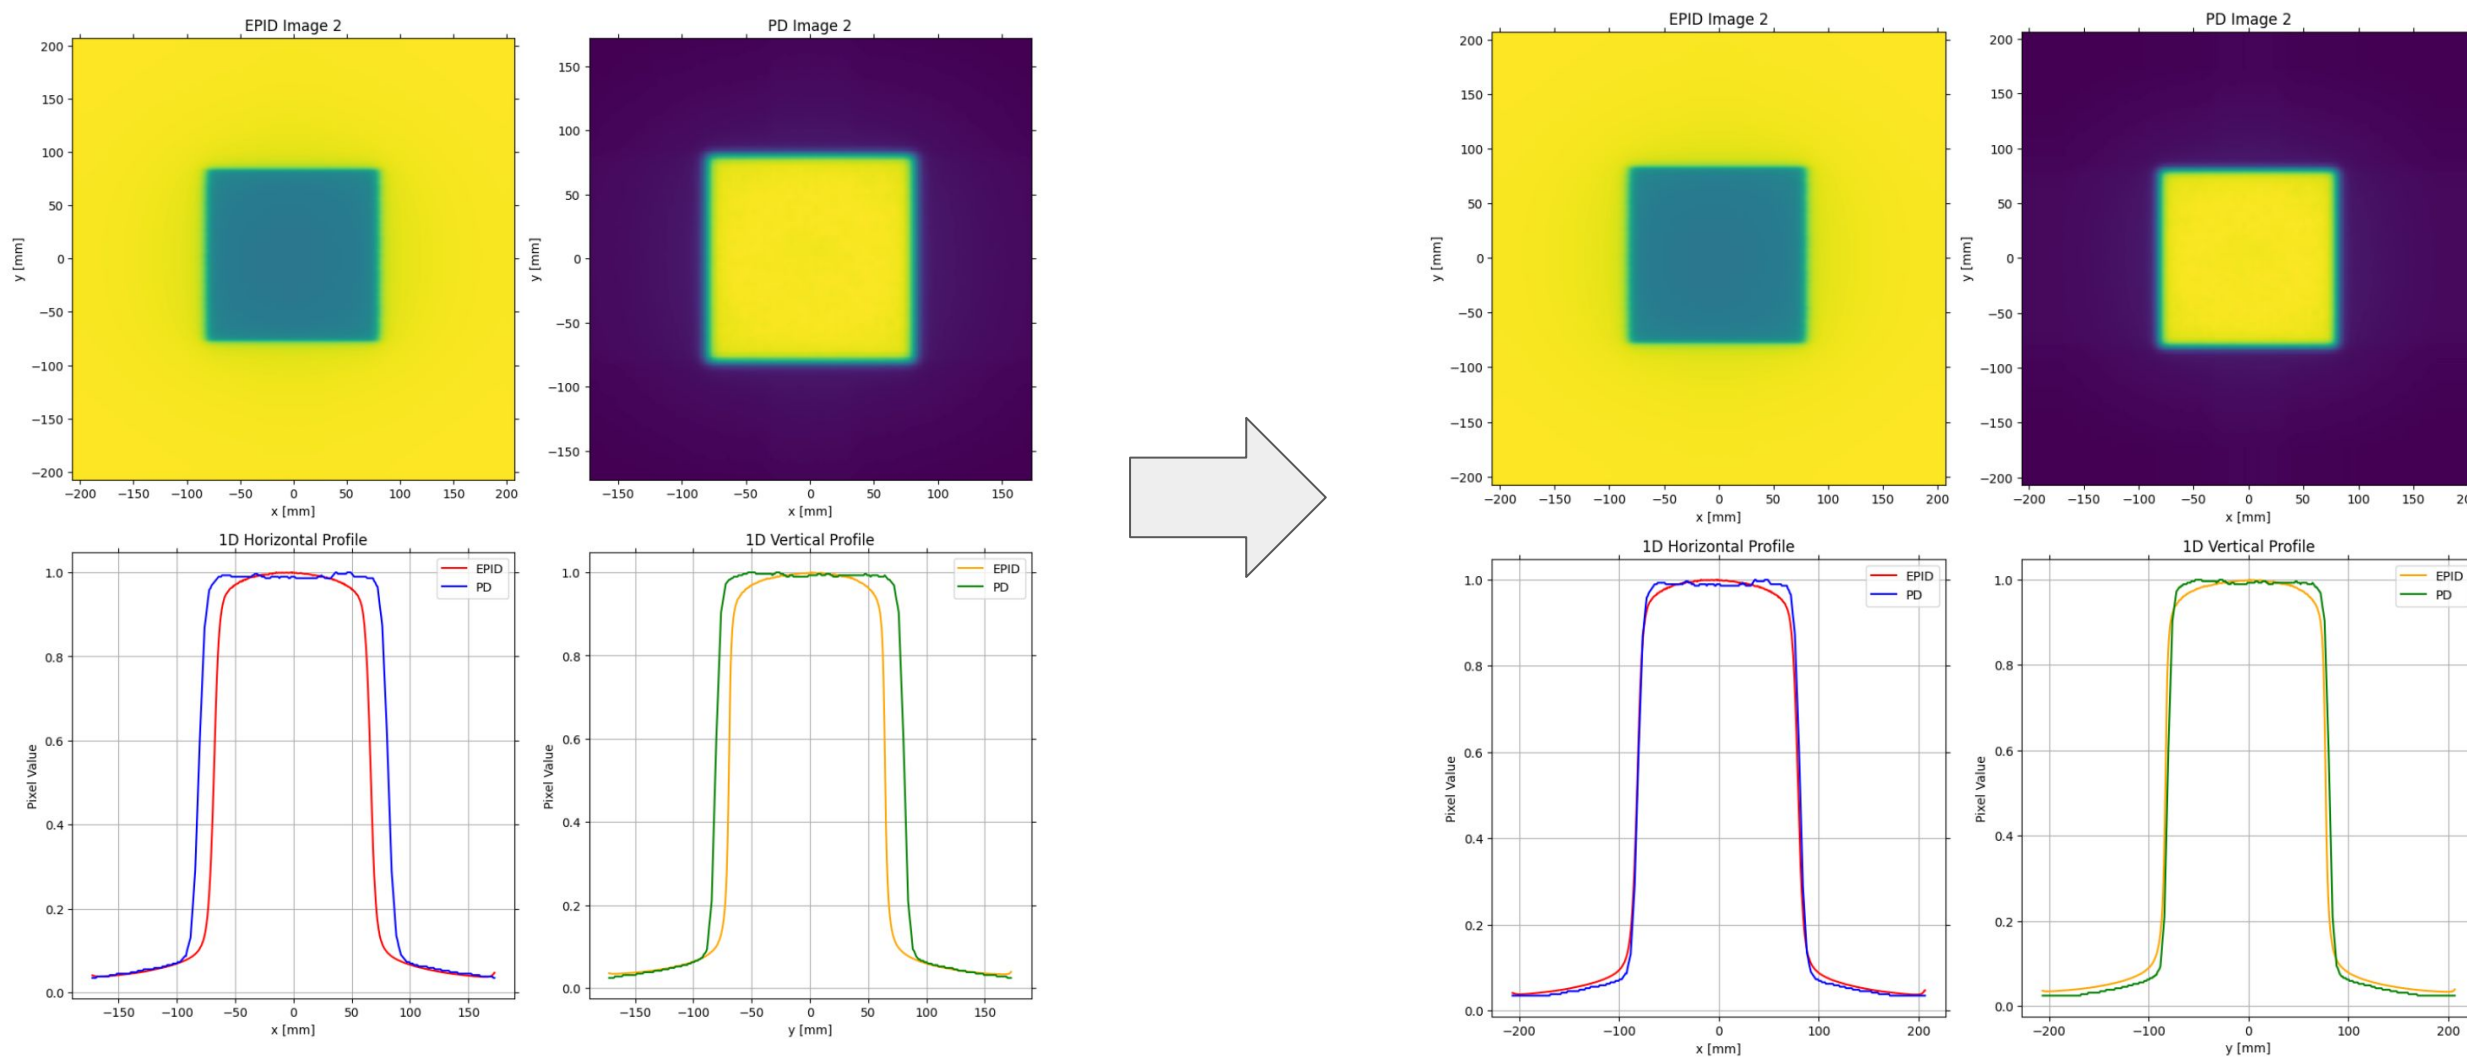 EPID Image 2
PD Image 2
200
150
100
50
0
−50
−100
−150
−200
y [mm]
−200 −150 −100 −50 0 50 100 150 200
x [mm]
150
100
50
0
−50
−100
−150
y [mm]
−150 −100 −50 0 50 100 150
x [mm]
1D Horizontal Profile
EPID
PD
1.0
0.8
0.6
0.4
0.2
0.0
Pixel Value
−150 −100 −50 0 50 100 150
x [mm]
1D Vertical Profile
EPID
PD
1.0
0.8
0.6
0.4
0.2
0.0
Pixel Value
−150 −100 −50 0 50 100 150
y [mm]
EPID Image 2
PD Image 2
200
150
100
50
0
−50
−100
−150
−200
y [mm]
−200 −150 −100 −50 0 50 100 150 200
x [mm]
200
150
100
50
0
−50
−100
−150
−200
y [mm]
−200 −150 −100 −50 0 50 100 150
x [mm]
1D Horizontal Profile
EPID
PD
1.0
0.8
0.6
0.4
0.2
0.0
Pixel Value
−200 −100 0 100 200
x [mm]
1D Vertical Profile
EPID
PD
1.0
0.8
0.6
0.4
0.2
0.0
Pixel Value
−200 −100 0 100 200
y [mm]